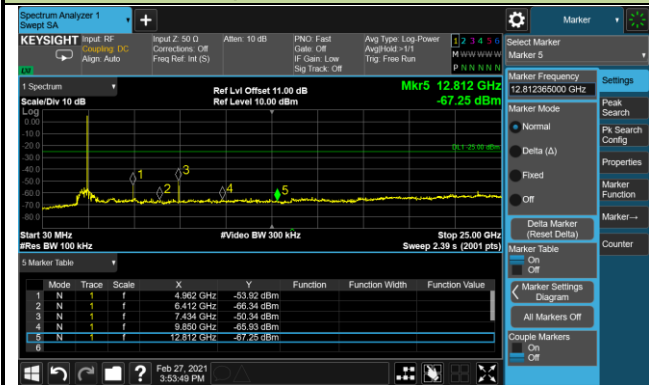 Spectrum Analyzer 1
Swept SA
+
Marker
KEYSIGHT
Input: RF
Coupling: DC
Align: Auto
Input Z: 50 Ω
Corrections: Off
Freq Ref: Int (S)
Atten: 10 dB
PNO: Fast
Gate: Off
IF Gain: Low
Sig Track: Off
Avg Type: Log-Power
Avg|Hold:>1/1
Trig: Free Run
1 2 3 4 5 6
M W W W W W
P N N N N N
Select Marker
Marker 5
1 Spectrum
Scale/Div 10 dB
Log
Ref Lvl Offset 11.00 dB
Ref Level 10.00 dBm
Mkr5 12.812 GHz
-67.25 dBm
0.00
-10.0
-20.0
-30.0
-40.0
-50.0
-60.0
-70.0
-80.0
DL1 -25.00 dBm
1
2
3
4
5
Start 30 MHz
#Res BW 100 kHz
#Video BW 300 kHz
Stop 25.00 GHz
Sweep 2.39 s (2001 pts)
5 Marker Table
Mode Trace Scale X Y Function Function Width Function Value
1 N 1 f 4.962 GHz -53.92 dBm
2 N 1 f 6.412 GHz -66.34 dBm
3 N 1 f 7.434 GHz -50.34 dBm
4 N 1 f 9.850 GHz -65.93 dBm
5 N 1 f 12.812 GHz -67.25 dBm
6
Marker Frequency
12.812365000 GHz
Marker Mode
Normal
Delta (Δ)
Fixed
Off
Delta Marker
(Reset Delta)
Marker Table
On
Off
Marker Settings
Diagram
All Markers Off
Couple Markers
On
Off
Settings
Peak
Search
Pk Search
Config
Properties
Marker
Function
Marker→
Counter
?
Feb 27, 2021
3:53:49 PM